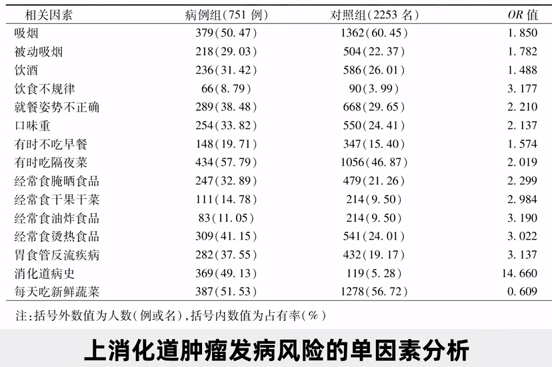 相关因素 病例组(751 例) 对照组(2253 名) OR 值
吸烟 379(50.47) 1362(60.45) 1.850
被动吸烟 218(29.03) 504(22.37) 1.782
饮酒 236(31.42) 586(26.01) 1.488
饮食不规律 66(8.79) 90(3.99) 3.177
就餐姿势不正确 289(38.48) 668(29.65) 2.210
口味重 254(33.82) 550(24.41) 2.137
有时不吃早餐 148(19.71) 347(15.40) 1.574
有时吃隔夜菜 434(57.79) 1056(46.87) 2.019
经常食腌晒食品 247(32.89) 479(21.26) 2.299
经常食干果干菜 111(14.78) 214(9.50) 2.984
经常食油炸食品 83(11.05) 214(9.50) 3.190
经常食烫热食品 309(41.15) 541(24.01) 3.022
胃食管反流疾病 282(37.55) 432(19.17) 3.137
消化道病史 369(49.13) 119(5.28) 14.660
每天吃新鲜蔬菜 387(51.53) 1278(56.72) 0.609
注:括号外数值为人数(例或名),括号内数值为占有率(%)
上消化道肿瘤发病风险的单因素分析